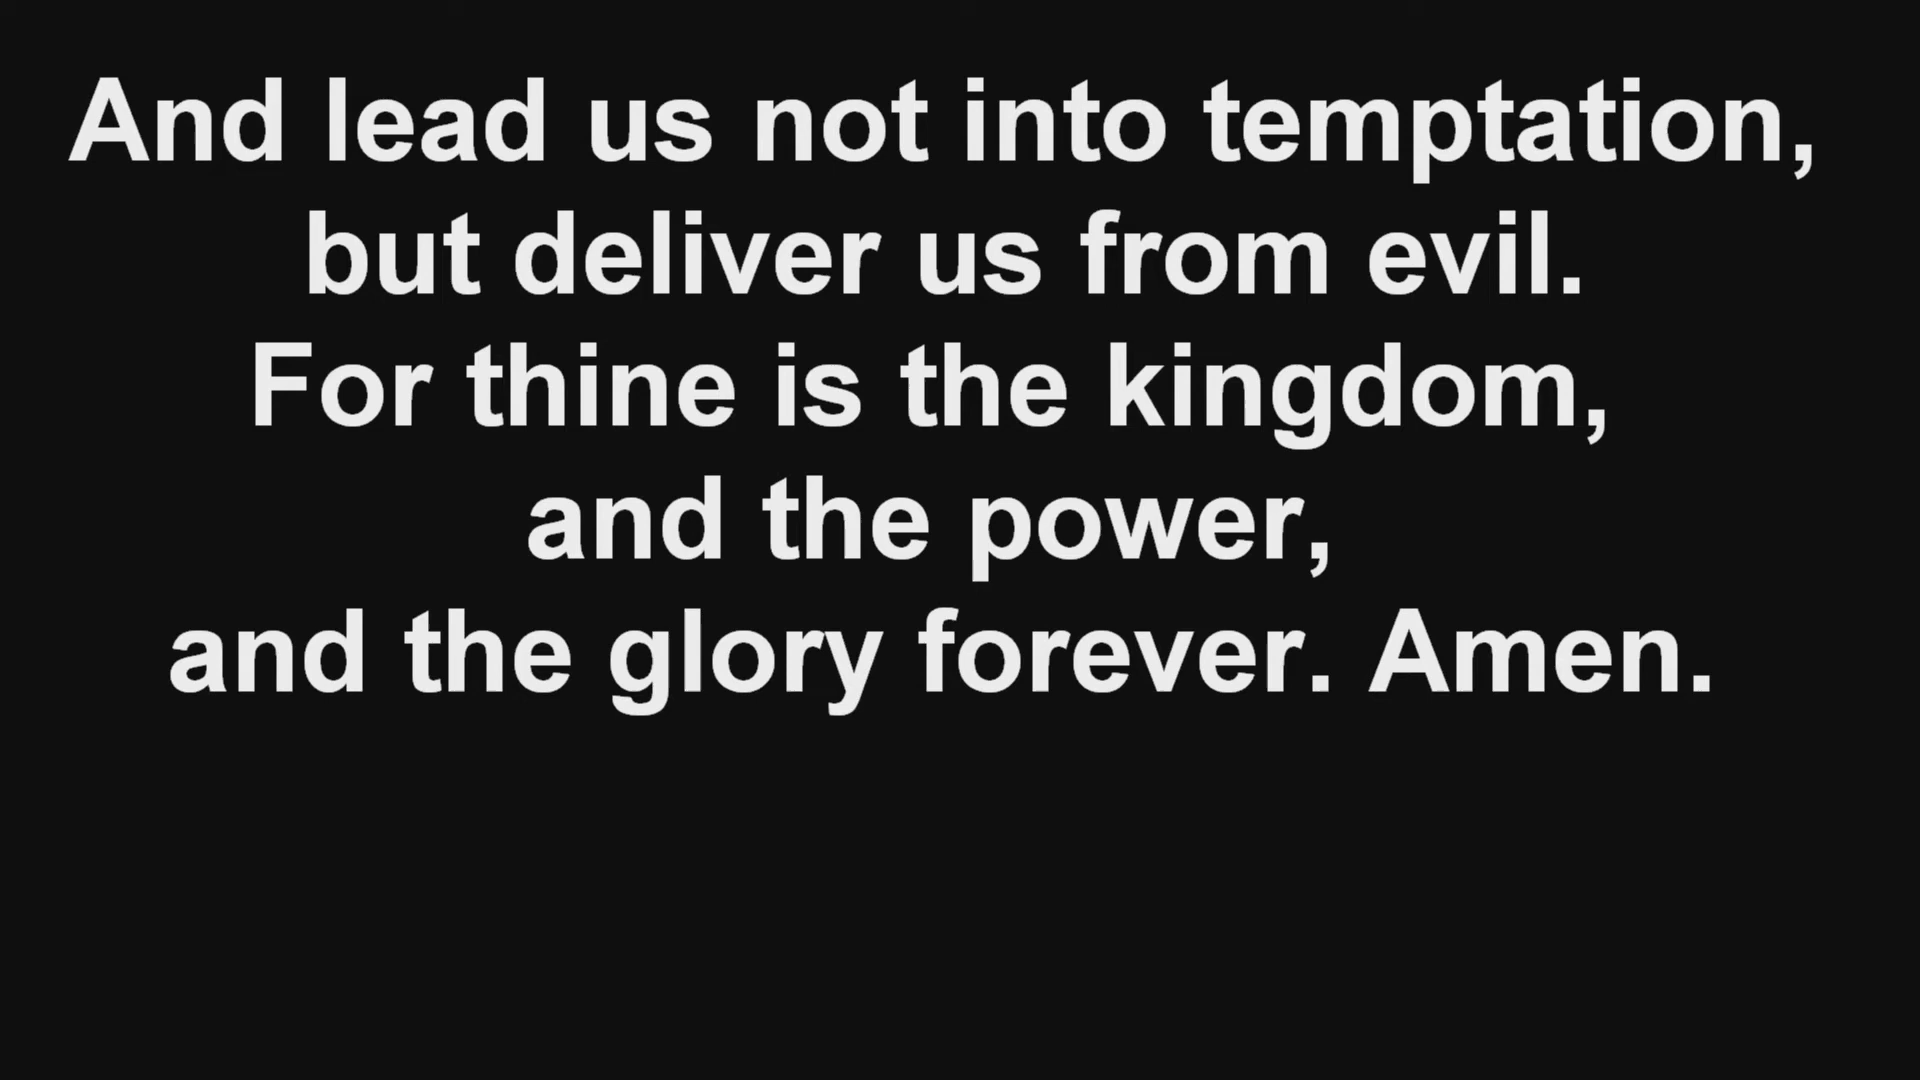 And lead us not into temptation,
but deliver us from evil.
For thine is the kingdom,
and the power,
and the glory forever. Amen.